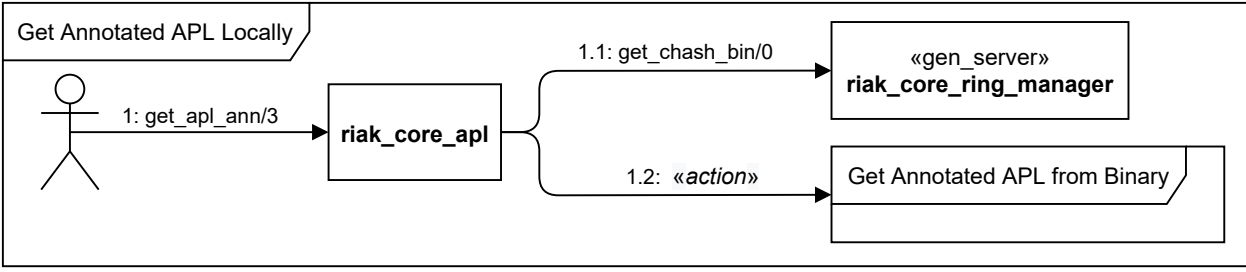 Get Annotated APL Locally
1: get_apl_ann/3
riak_core_apl
1.1: get_chash_bin/0
«gen_server»
riak_core_ring_manager
1.2: «action»
Get Annotated APL from Binary